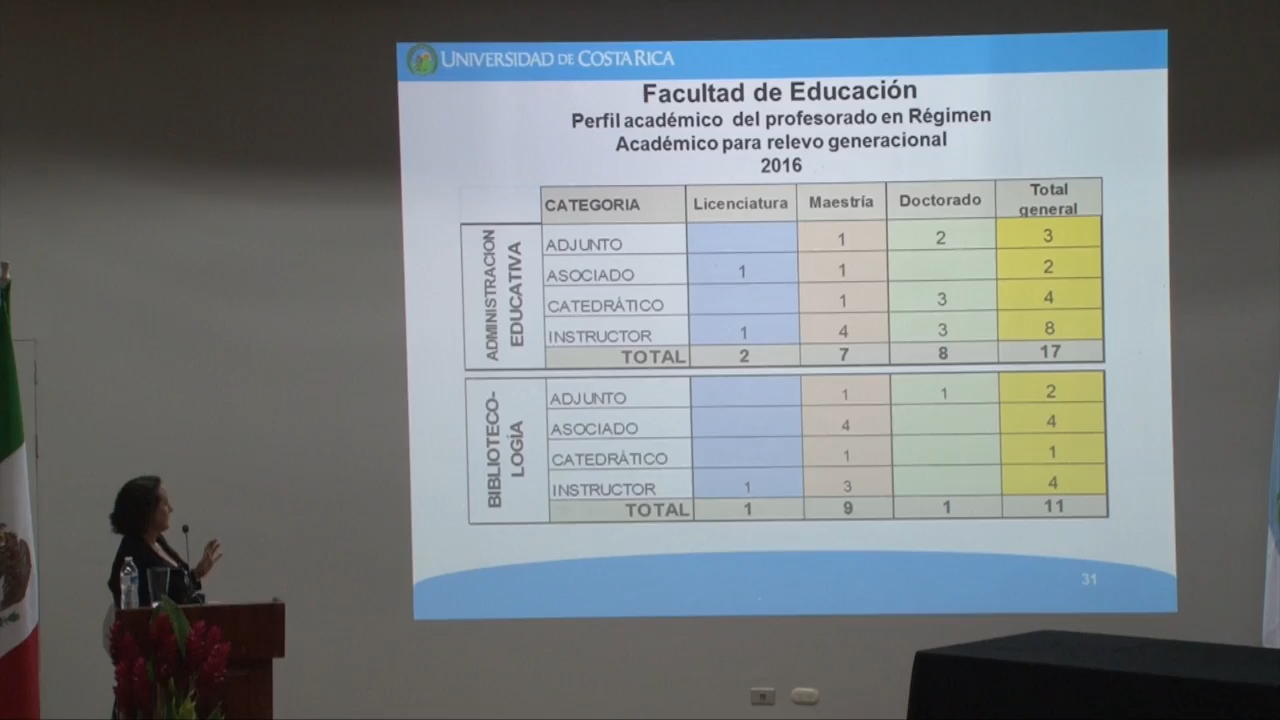 UNIVERSIDAD DE COSTA RICA
Facultad de Educación
Perfil académico del profesorado en Régimen
Académico para relevo generacional
2016
CATEGORIA Licenciatura Maestría Doctorado Total general
ADMINISTRACION EDUCATIVA
ADJUNTO 1 2 3
ASOCIADO 1 1 2
CATEDRÁTICO 1 3 4
INSTRUCTOR 1 4 3 8
TOTAL 2 7 8 17
BIBLIOTECO-
LOGÍA
ADJUNTO 1 1 2
ASOCIADO 4 4
CATEDRÁTICO 1 1
INSTRUCTOR 1 3 4
TOTAL 1 9 1 11
31